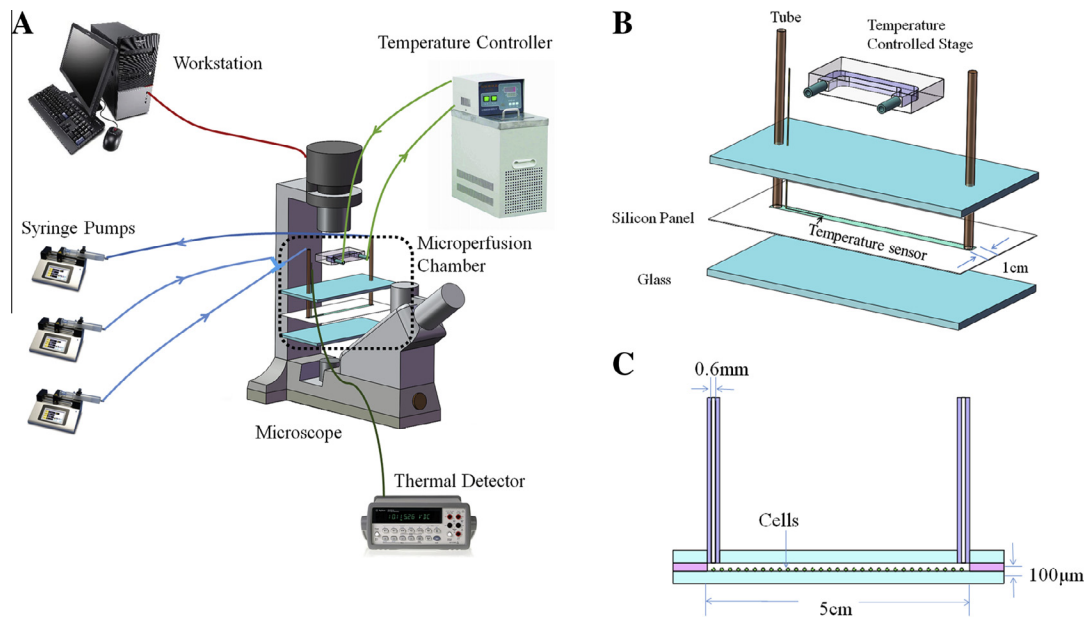 A
Workstation
Temperature Controller
Syringe Pumps
Microperfusion
Chamber
Microscope
Thermal Detector
B
Tube
Temperature
Controlled Stage
Silicon Panel
Temperature sensor
1cm
Glass
C
0.6mm
Cells
100μm
5cm